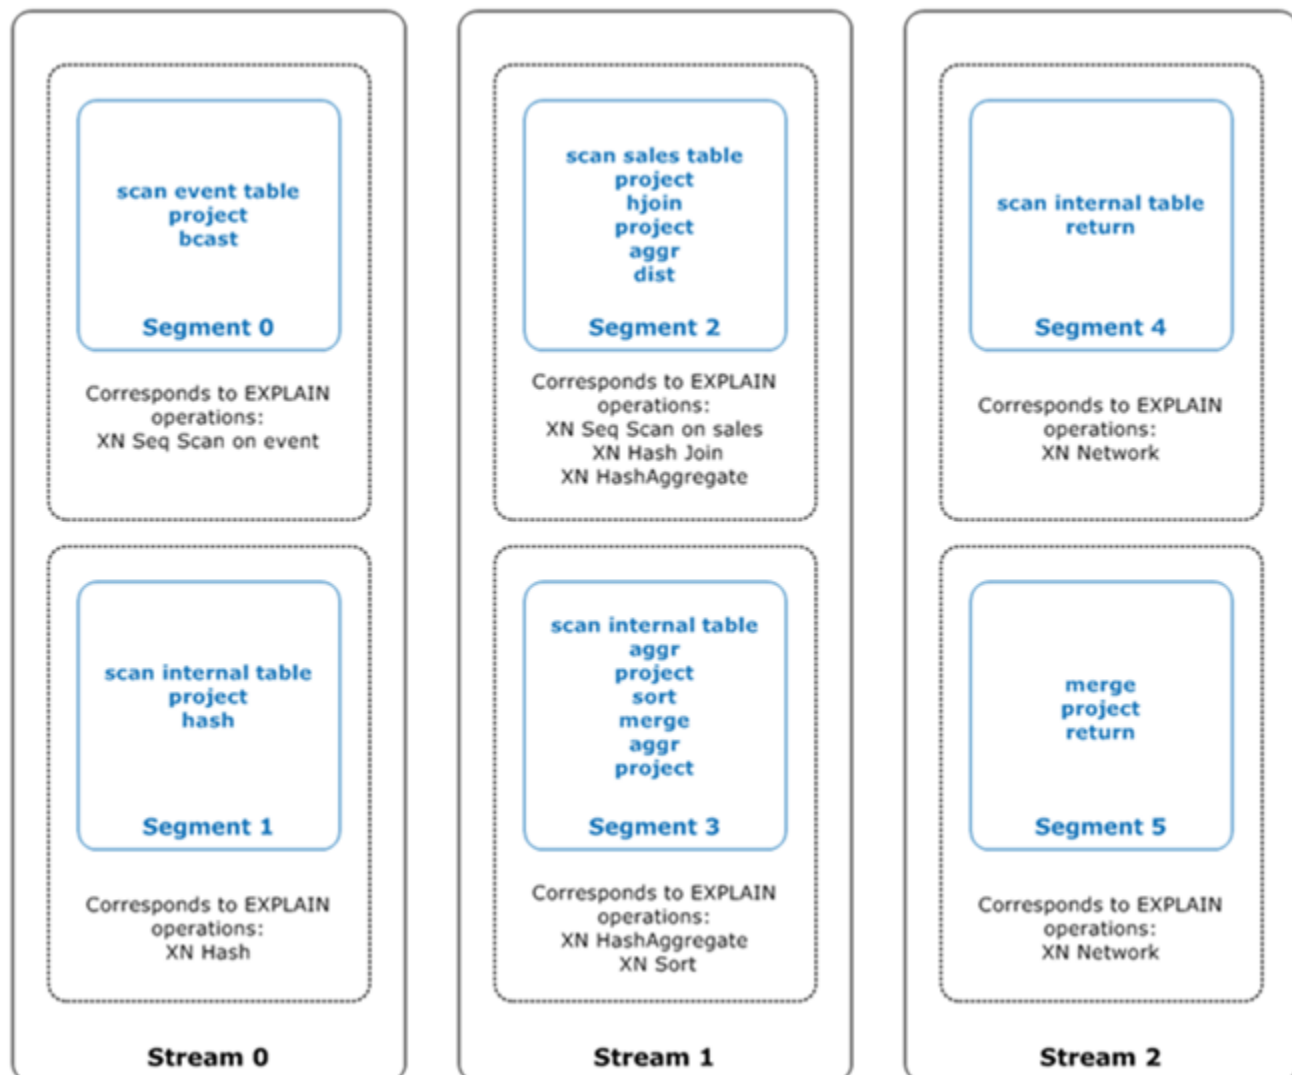 scan event table
project
bcast
Segment 0
Corresponds to EXPLAIN
operations:
XN Seq Scan on event
scan internal table
project
hash
Segment 1
Corresponds to EXPLAIN
operations:
XN Hash
Stream 0
scan sales table
project
hjoin
project
aggr
dist
Segment 2
Corresponds to EXPLAIN
operations:
XN Seq Scan on sales
XN Hash Join
XN HashAggregate
scan internal table
aggr
project
sort
merge
aggr
project
Segment 3
Corresponds to EXPLAIN
operations:
XN HashAggregate
XN Sort
Stream 1
scan internal table
return
Segment 4
Corresponds to EXPLAIN
operations:
XN Network
merge
project
return
Segment 5
Corresponds to EXPLAIN
operations:
XN Network
Stream 2